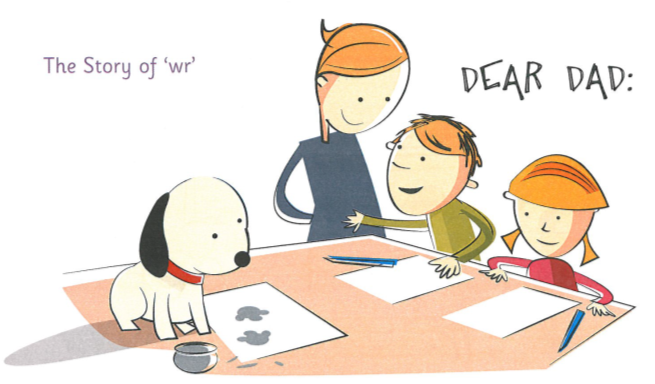 The Story of ‘wr’
DEAR DAD: